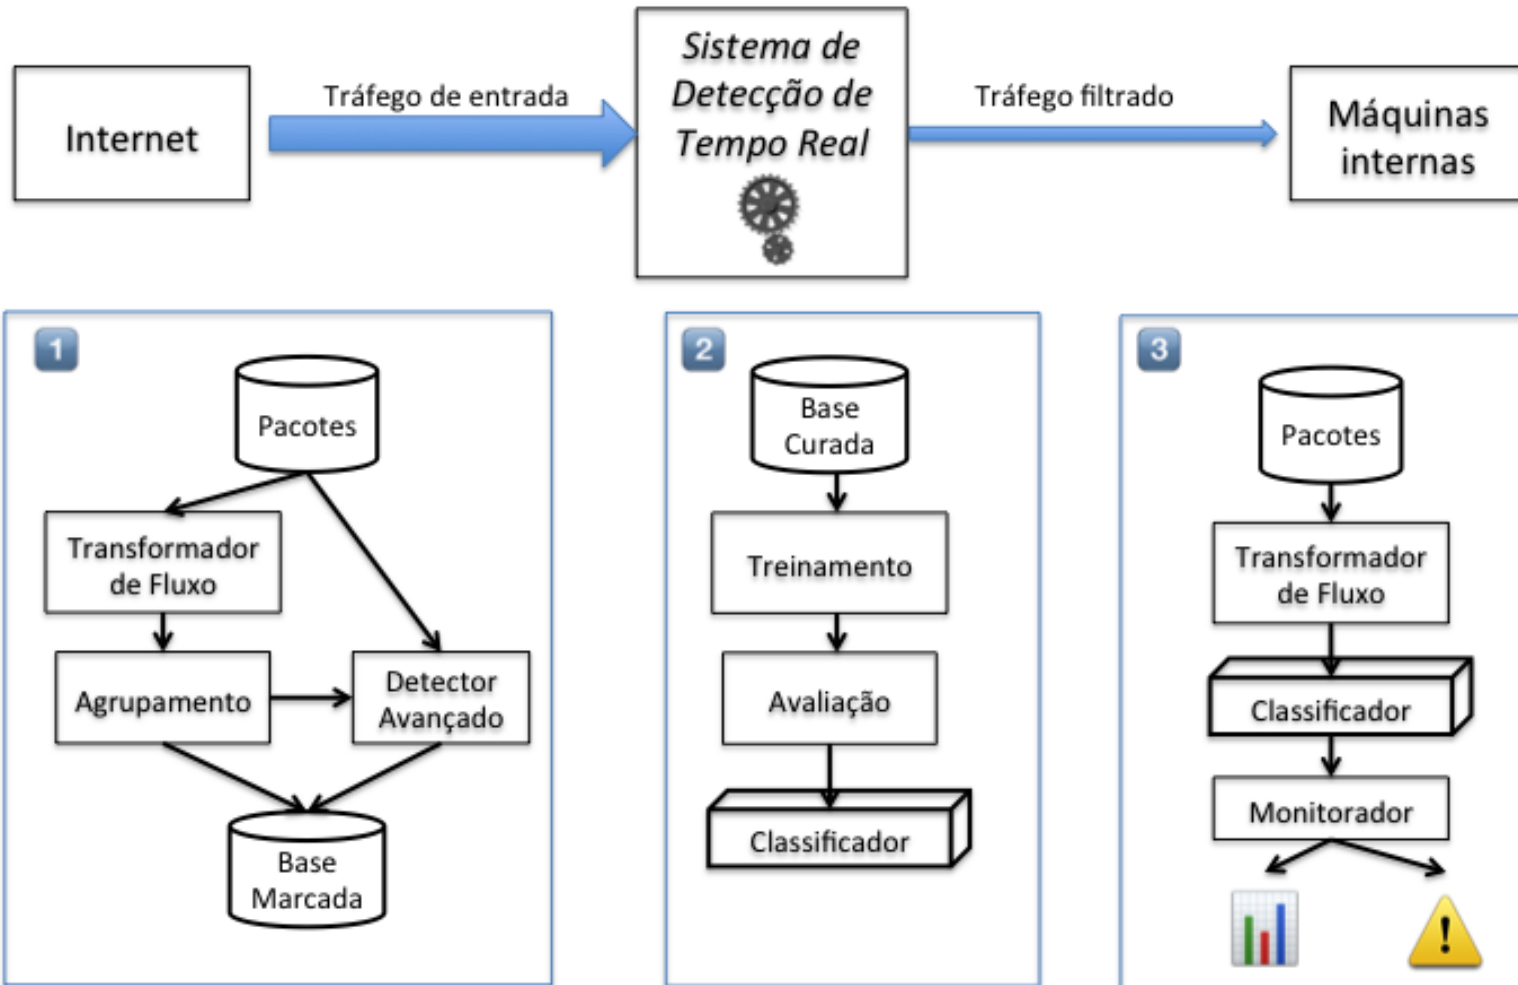 Internet
Tráfego de entrada
Sistema de
Detecção de
Tempo Real
Tráfego filtrado
Máquinas
internas
1
Pacotes
Transformador
de Fluxo
Agrupamento
Detector
Avançado
Base
Marcada
2
Base
Curada
Treinamento
Avaliação
Classificador
3
Pacotes
Transformador
de Fluxo
Classificador
Monitorador
!